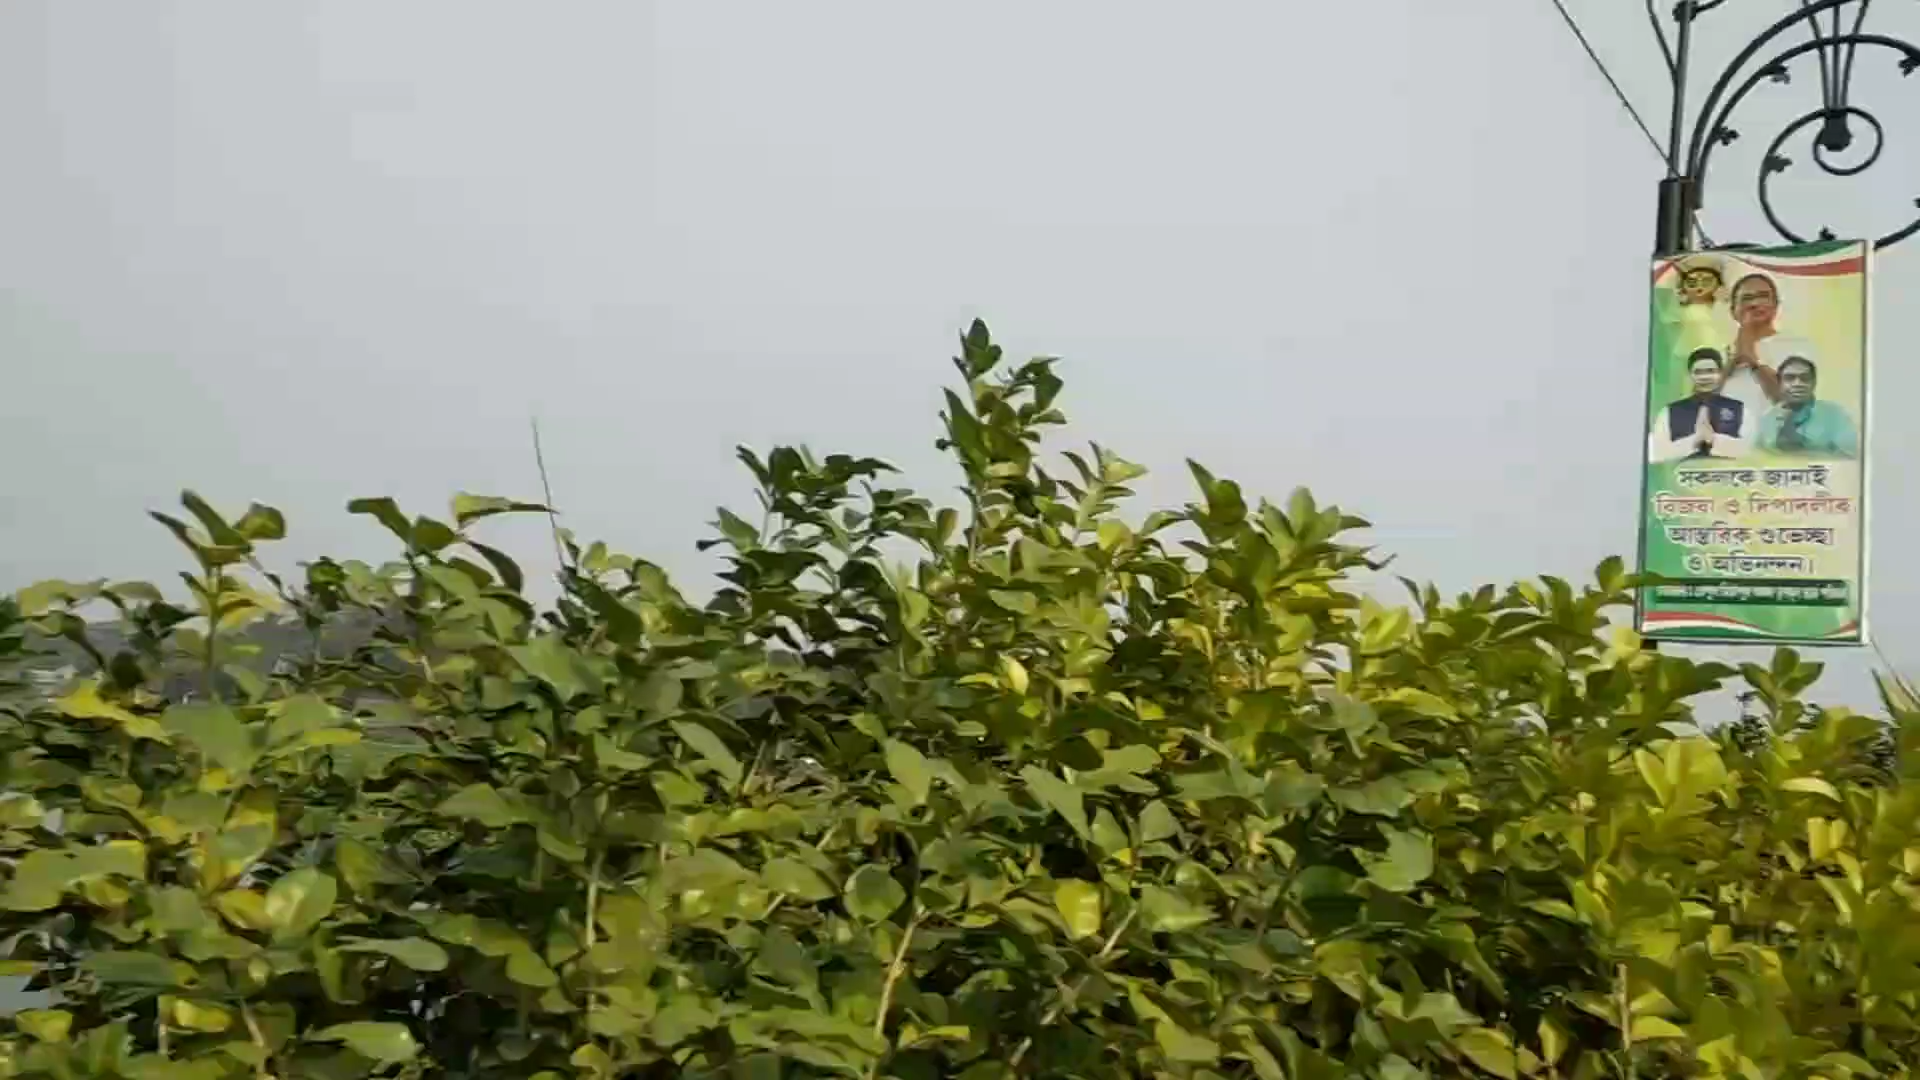 সকলকে জানাই
বিজয়া ও দিপাবলীর
আন্তরিক শুভেচ্ছা
ও অভিনন্দন।